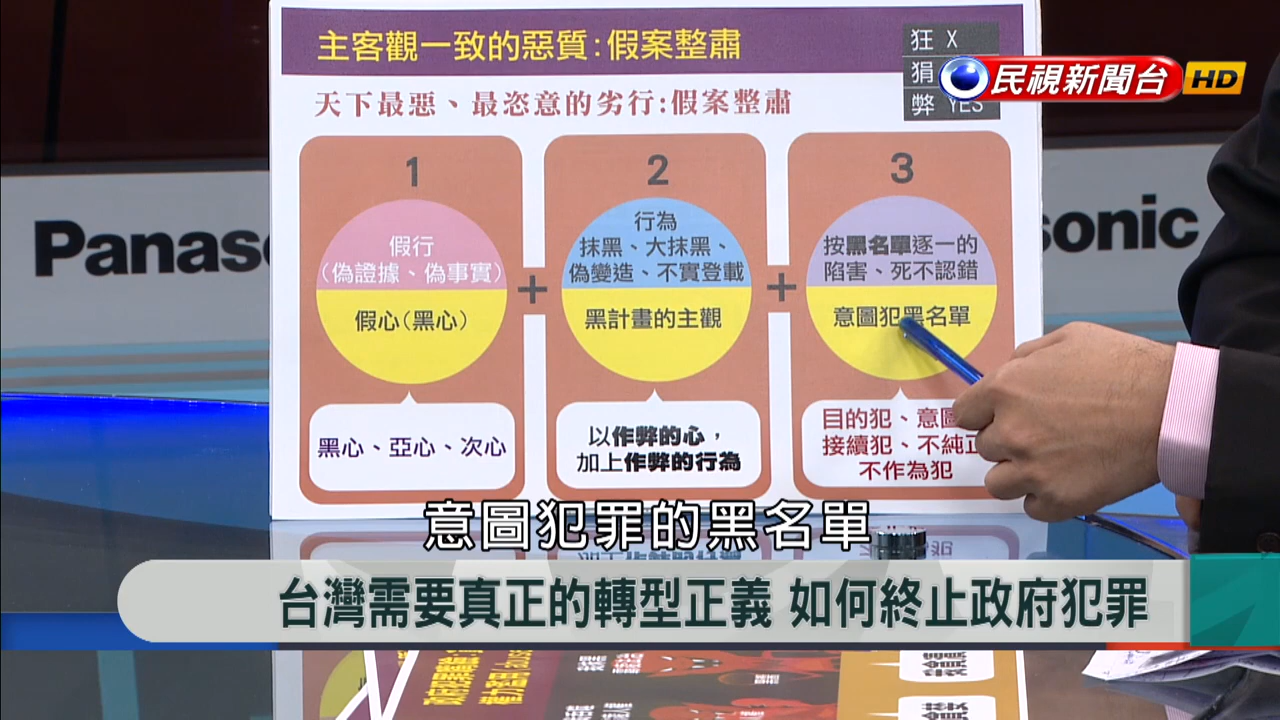 主客觀一致的惡質:假案整肅
狂 X
狷
弊 YES
民視新聞台 HD
天下最惡、最恣意的劣行:假案整肅
1
假行
(偽證據、偽事實)
假心(黑心)
黑心、亞心、次心
+
2
行為
抹黑、大抹黑、
偽變造、不實登載
黑計畫的主觀
以作弊的心,
加上作弊的行為
+
3
按黑名單逐一的
陷害、死不認錯
意圖犯黑名單
目的犯、意圖
接續犯、不純正
不作為犯
Panas
sonic
意圖犯罪的黑名單
台灣需要真正的轉型正義 如何終止政府犯罪